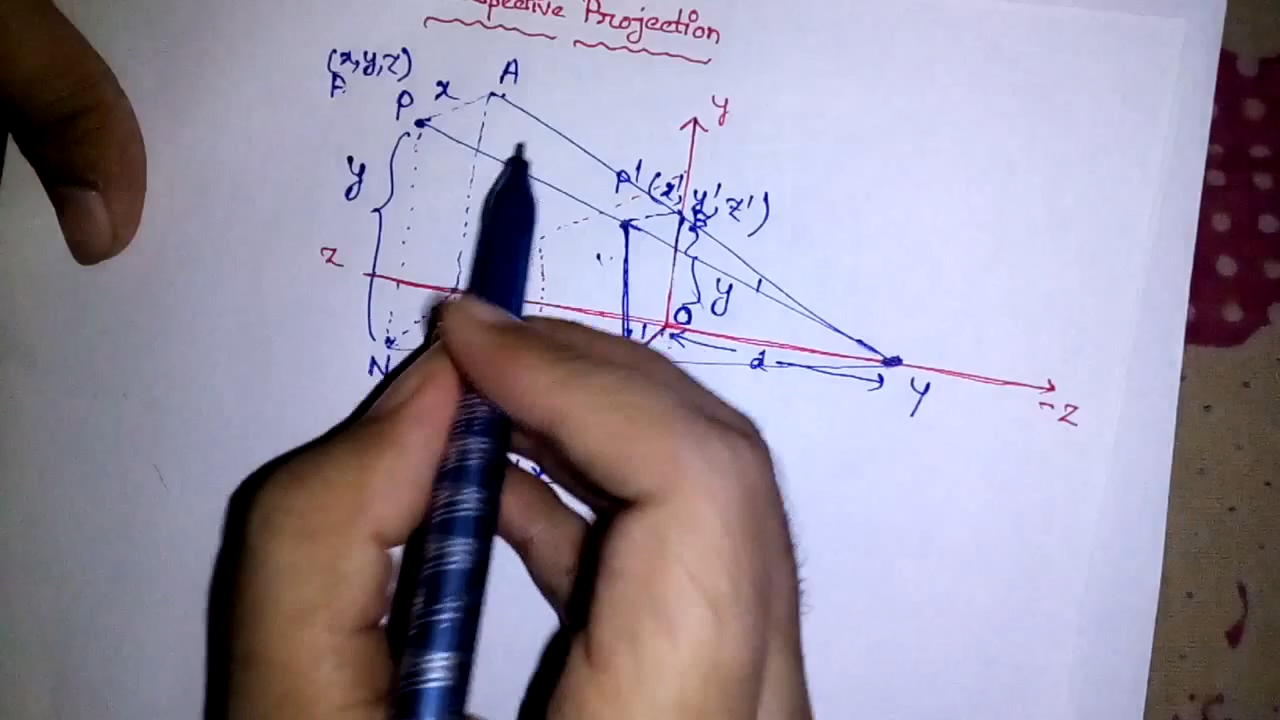 Projection
(x,y,z)
A
P
x
y
y
P'
(x', y', z')
z
B
y
O
N
d
y
-z